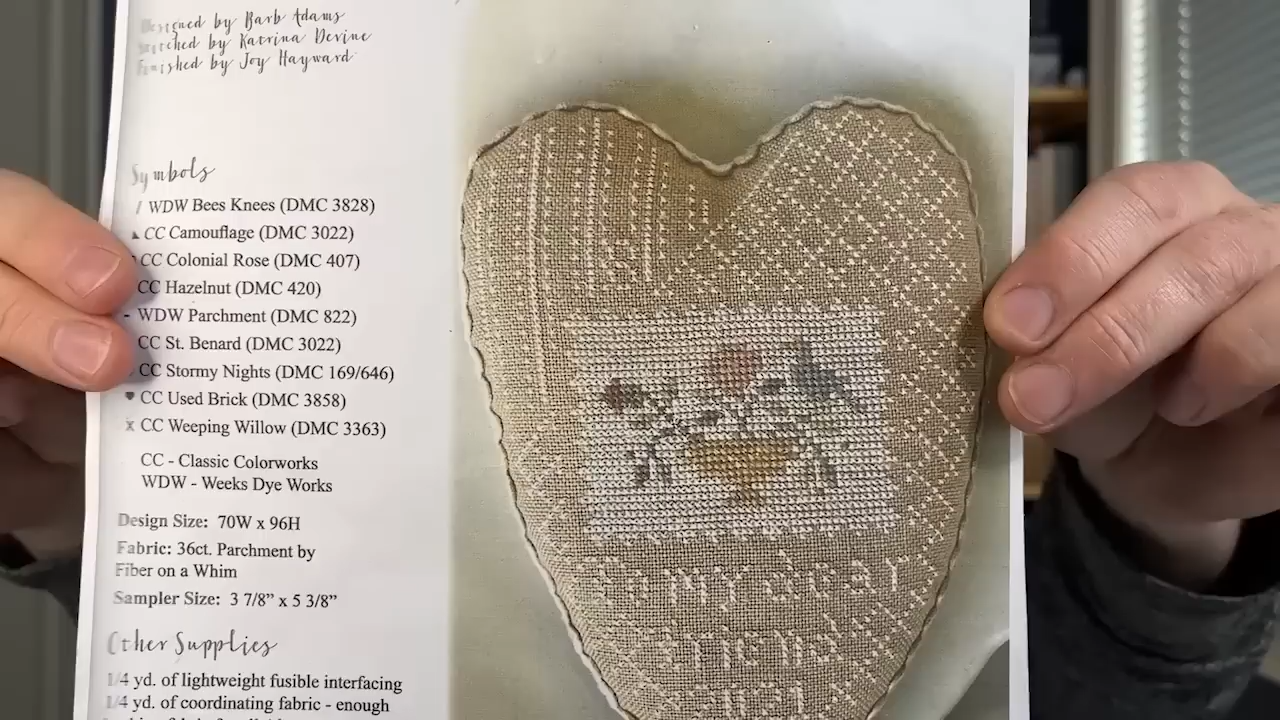 Designed by Barb Adams
Stitched by Katrina Devine
Finished by Joy Hayward
Symbols
/ WDW Bees Knees (DMC 3828)
CC Camouflage (DMC 3022)
CC Colonial Rose (DMC 407)
CC Hazelnut (DMC 420)
- WDW Parchment (DMC 822)
CC St. Benard (DMC 3022)
CC Stormy Nights (DMC 169/646)
♥ CC Used Brick (DMC 3858)
x CC Weeping Willow (DMC 3363)
CC - Classic Colorworks
WDW - Weeks Dye Works
Design Size: 70W x 96H
Fabric: 36ct. Parchment by
Fiber on a Whim
Sampler Size: 3 7/8” x 5 3/8”
Other Supplies
1/4 yd. of lightweight fusible interfacing
1/4 yd. of coordinating fabric - enough
TO MY DEAR
FRIENDS